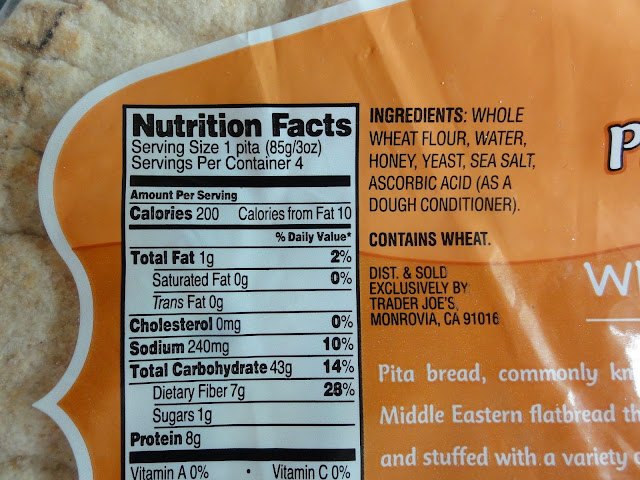 Nutrition Facts
Serving Size 1 pita (85g/3oz)
Servings Per Container 4
Amount Per Serving
Calories 200 Calories from Fat 10
% Daily Value*
Total Fat 1g 2%
Saturated Fat 0g 0%
Trans Fat 0g
Cholesterol 0mg 0%
Sodium 240mg 10%
Total Carbohydrate 43g 14%
Dietary Fiber 7g 28%
Sugars 1g
Protein 8g
Vitamin A 0% • Vitamin C 0%
INGREDIENTS: WHOLE
WHEAT FLOUR, WATER,
HONEY, YEAST, SEA SALT,
ASCORBIC ACID (AS A
DOUGH CONDITIONER).
CONTAINS WHEAT.
DIST. & SOLD
EXCLUSIVELY BY
TRADER JOE'S,
MONROVIA, CA 91016
P
W
Pita bread, commonly kn
Middle Eastern flatbread th
and stuffed with a variety